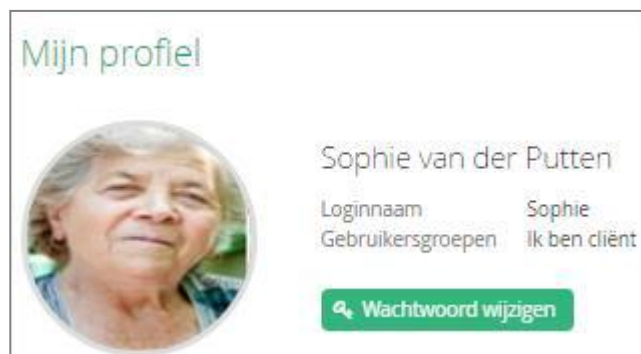 Mijn profiel
Sophie van der Putten
Loginnaam Sophie
Gebruikersgroepen Ik ben cliënt
Wachtwoord wijzigen